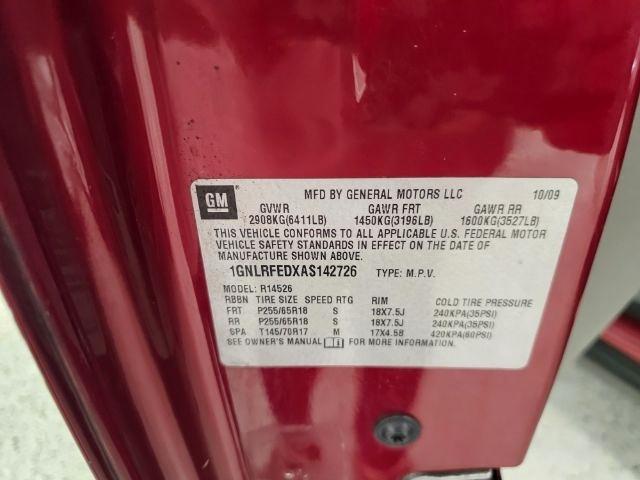 GM MFD BY GENERAL MOTORS LLC 10/09
GVWR GAWR FRT GAWR RR
2908KG(6411LB) 1450KG(3196LB) 1600KG(3527LB)
THIS VEHICLE CONFORMS TO ALL APPLICABLE U.S. FEDERAL MOTOR
VEHICLE SAFETY STANDARDS IN EFFECT ON THE DATE OF
MANUFACTURE SHOWN ABOVE.
1GNLRFEDXAS142726 TYPE: M.P.V.
MODEL: R14526
RBBN TIRE SIZE SPEED RTG RIM COLD TIRE PRESSURE
FRT P255/65R18 S 18X7.5J 240KPA(35PSI)
RR P255/65R18 S 18X7.5J 240KPA(35PSI)
SPA T145/70R17 M 17X4.5B 420KPA(60PSI)
SEE OWNER'S MANUAL FOR MORE INFORMATION